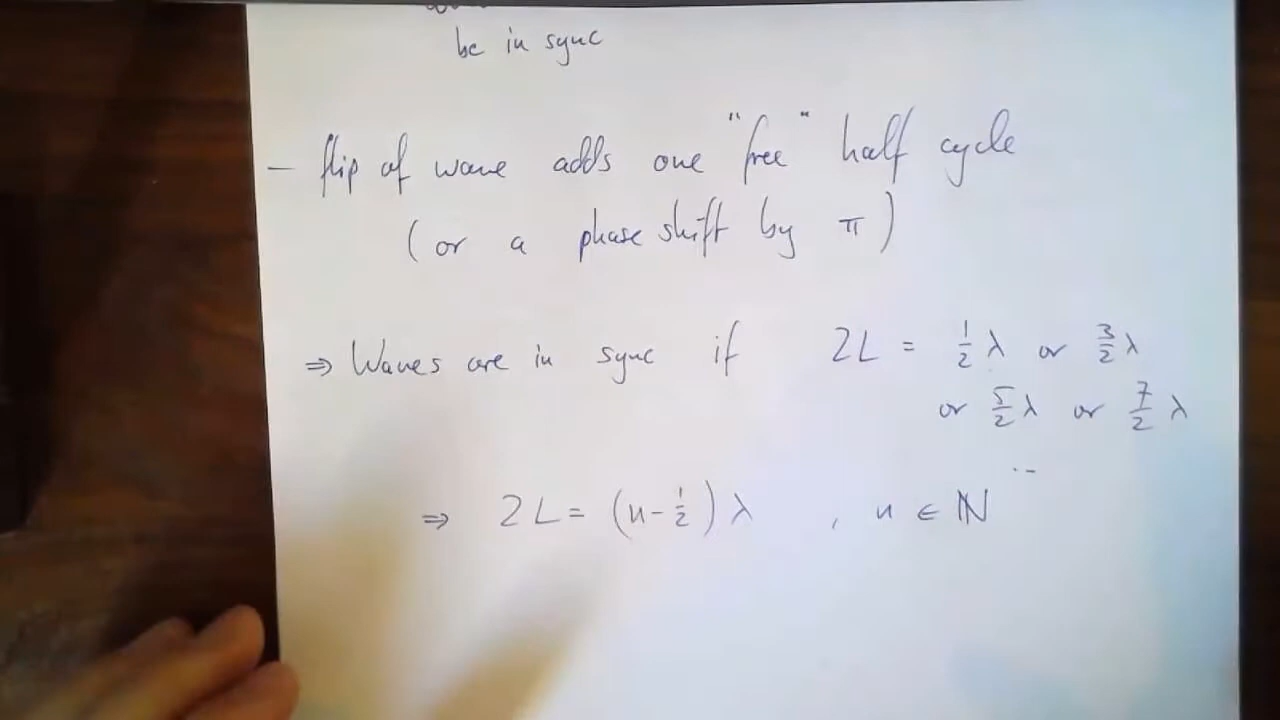 be in sync
— flip of wave adds one "free" half cycle
(or a phase shift by π)
⇒ Waves are in sync if 2L = 1/2 λ or 3/2 λ
or 5/2 λ or 7/2 λ
...
⇒ 2L = (n - 1/2) λ , n ∈ ℕ